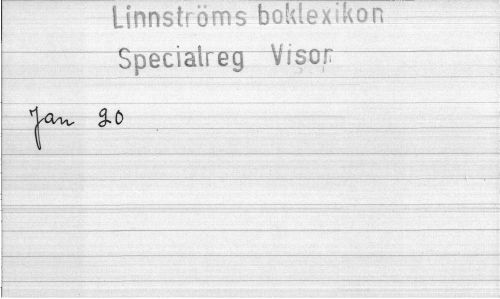 Linnströms boklexikon
Specialreg Visor
Jan 20